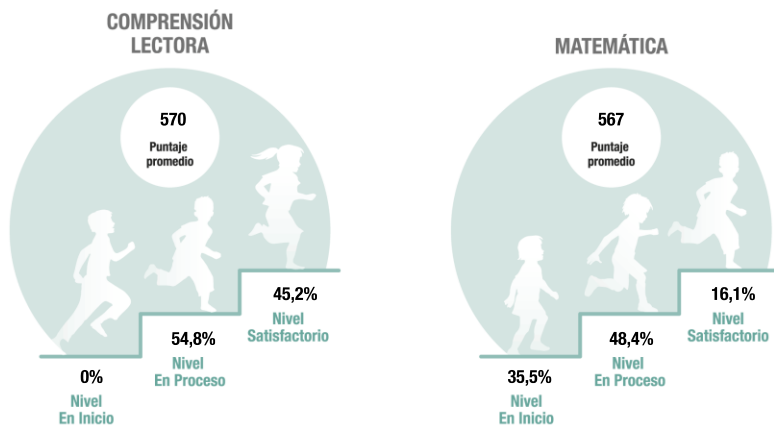 COMPRENSIÓN
LECTORA
570
Puntaje
promedio
45,2%
Nivel
Satisfactorio
54,8%
Nivel
En Proceso
0%
Nivel
En Inicio
MATEMÁTICA
567
Puntaje
promedio
16,1%
Nivel
Satisfactorio
48,4%
Nivel
En Proceso
35,5%
Nivel
En Inicio